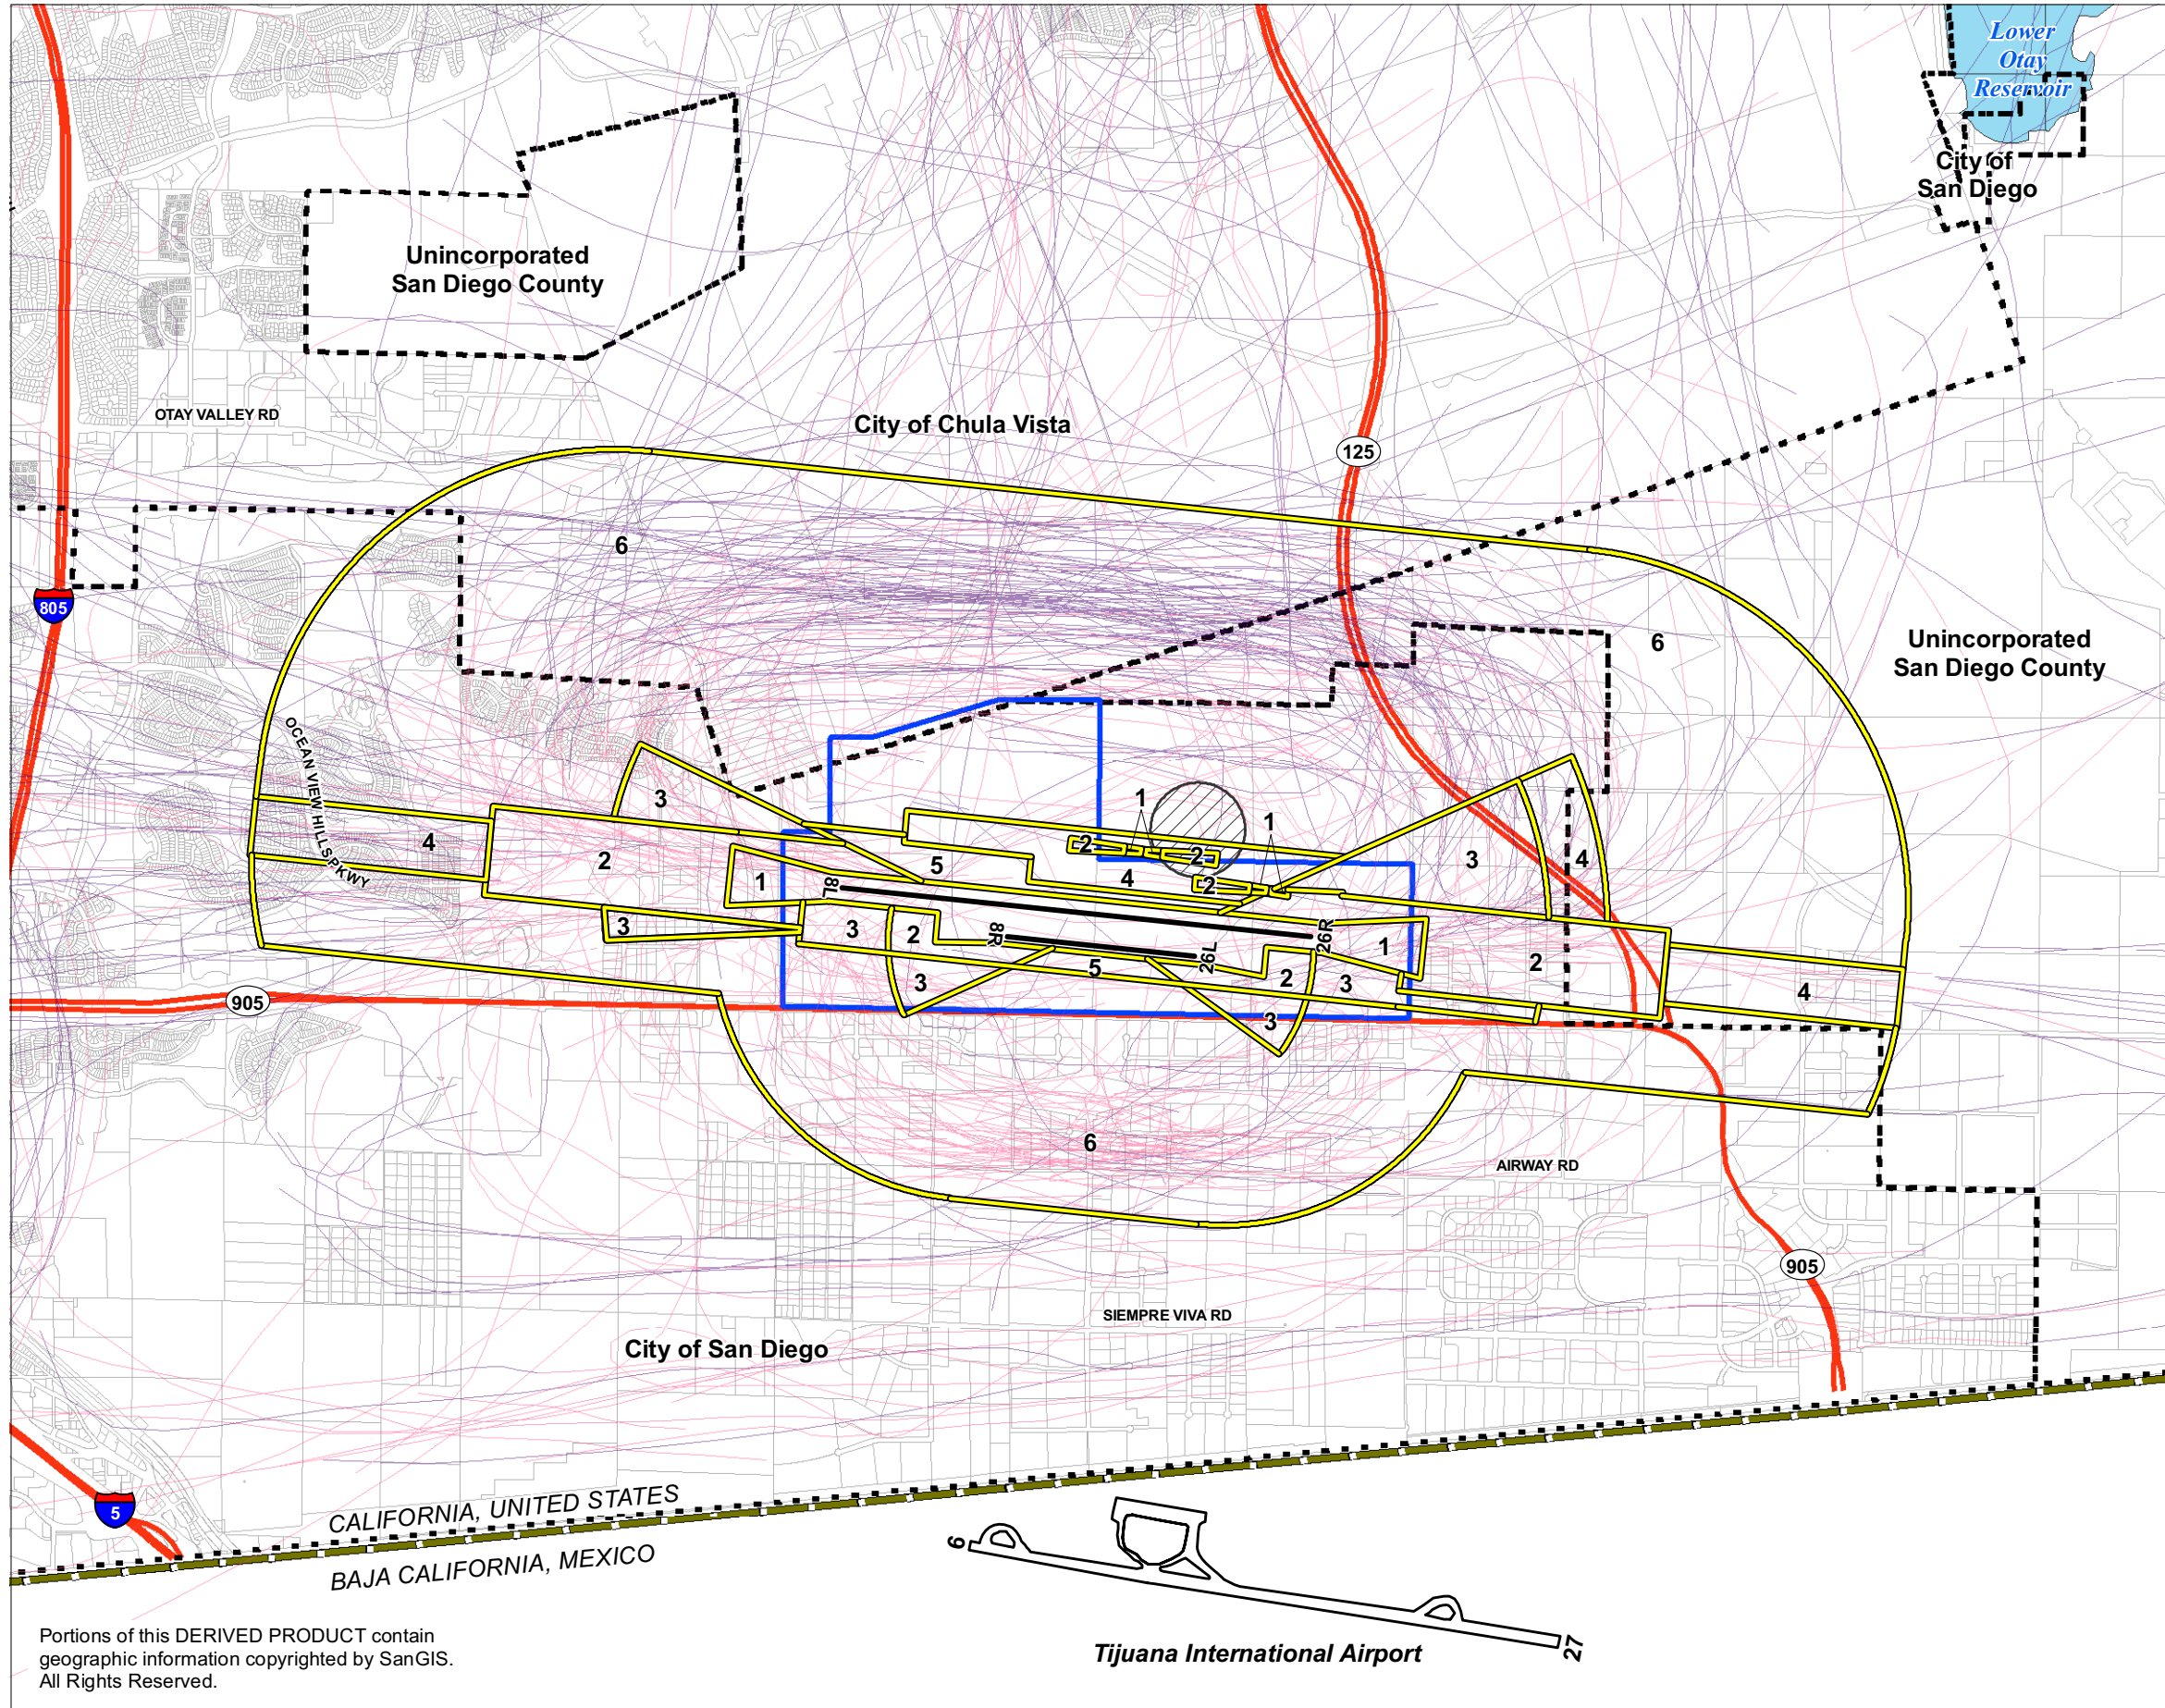 Lower
Otay
Reservoir
City of
San Diego
Unincorporated
San Diego County
OTAY VALLEY RD
City of Chula Vista
125
6
805
6
Unincorporated
San Diego County
OCEAN VIEW HILLS PKWY
3
1
1
4
2
2
2
3
4
5
4
2
1
8L
3
3
2
8R
26L
26R
1
2
5
3
2
3
4
905
3
6
AIRWAY RD
905
SIEMPRE VIVA RD
City of San Diego
5
CALIFORNIA, UNITED STATES
BAJA CALIFORNIA, MEXICO
9
27
Tijuana International Airport
Portions of this DERIVED PRODUCT contain
geographic information copyrighted by SanGIS.
All Rights Reserved.